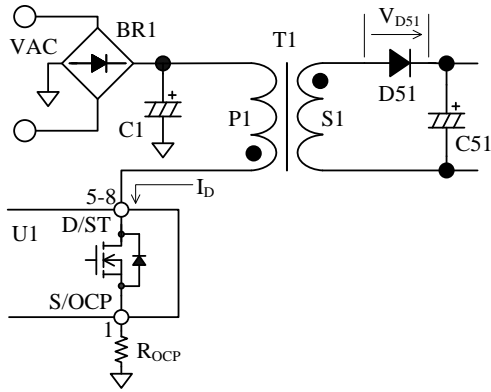 VAC
BR1
T1
V_D51
D51
C1
P1
S1
C51
5-8
I_D
D/ST
U1
S/OCP
1
R_OCP
+
+